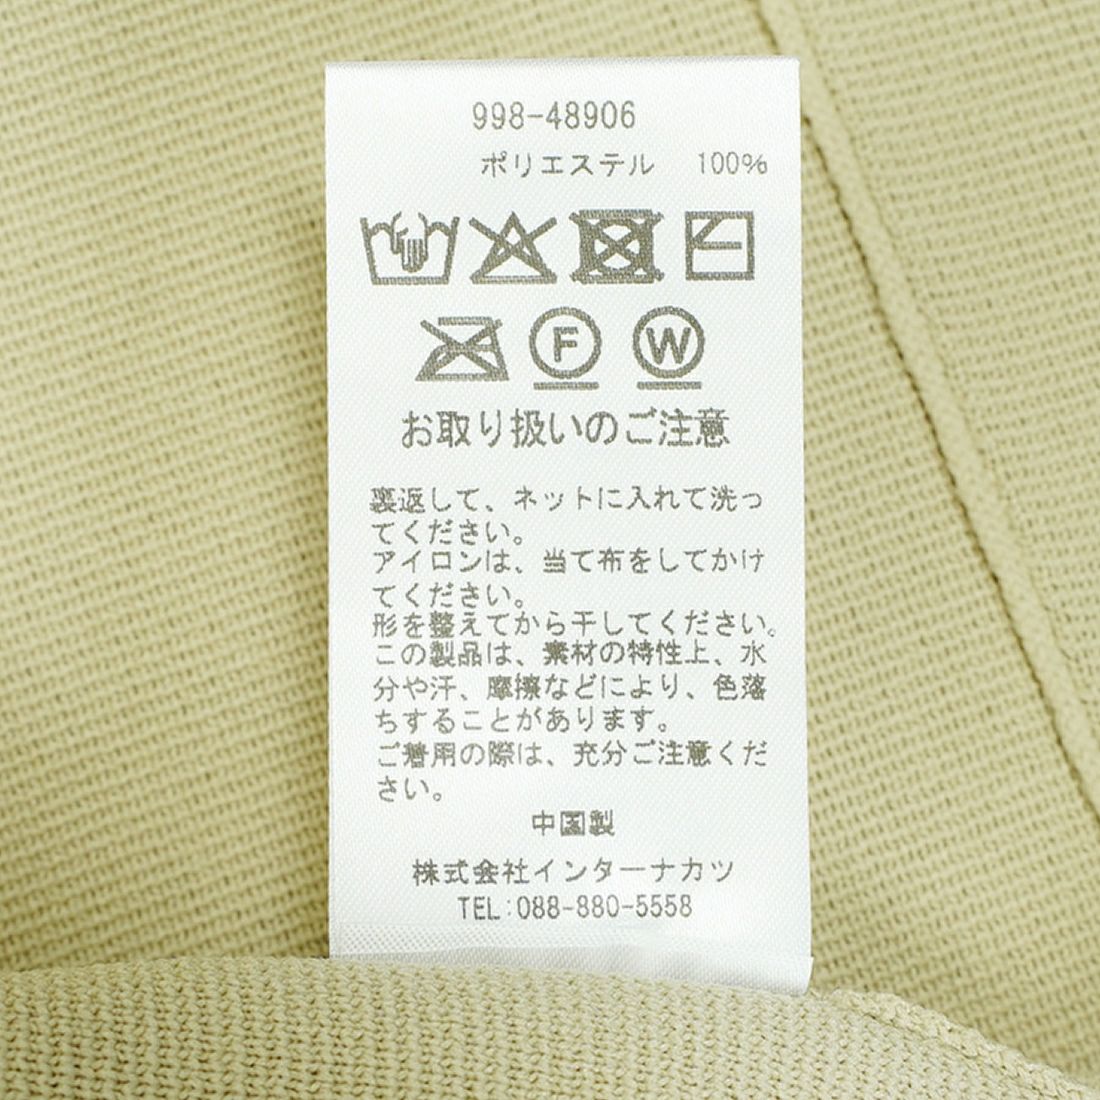 998-48906
ポリエステル 100%
F W
お取り扱いのご注意
裏返して、ネットに入れて洗っ
てください。
アイロンは、当て布をしてかけ
てください。
形を整えてから干してください。
この製品は、素材の特性上、水
分や汗、摩擦などにより、色落
ちすることがあります。
ご着用の際は、充分ご注意くだ
さい。
中国製
株式会社インターナカツ
TEL:088-880-5558